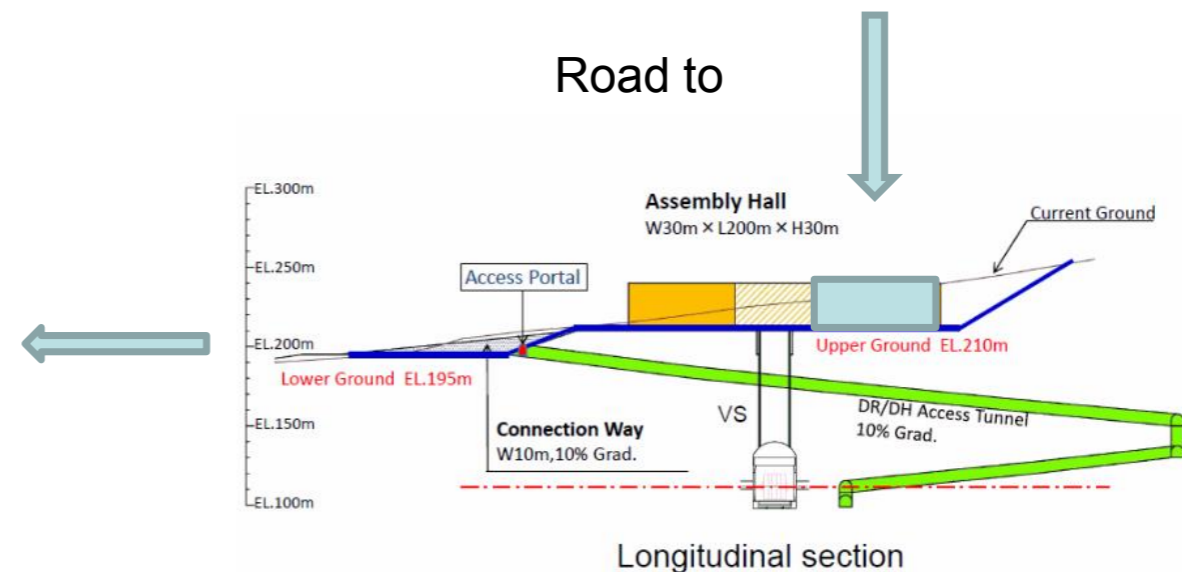 Road to
EL.300m
Assembly Hall
W30m × L200m × H30m
Current Ground
EL.250m
Access Portal
EL.200m
Upper Ground EL.210m
Lower Ground EL.195m
EL.150m
VS
DR/DH Access Tunnel
10% Grad.
Connection Way
W10m,10% Grad.
EL.100m
Longitudinal section